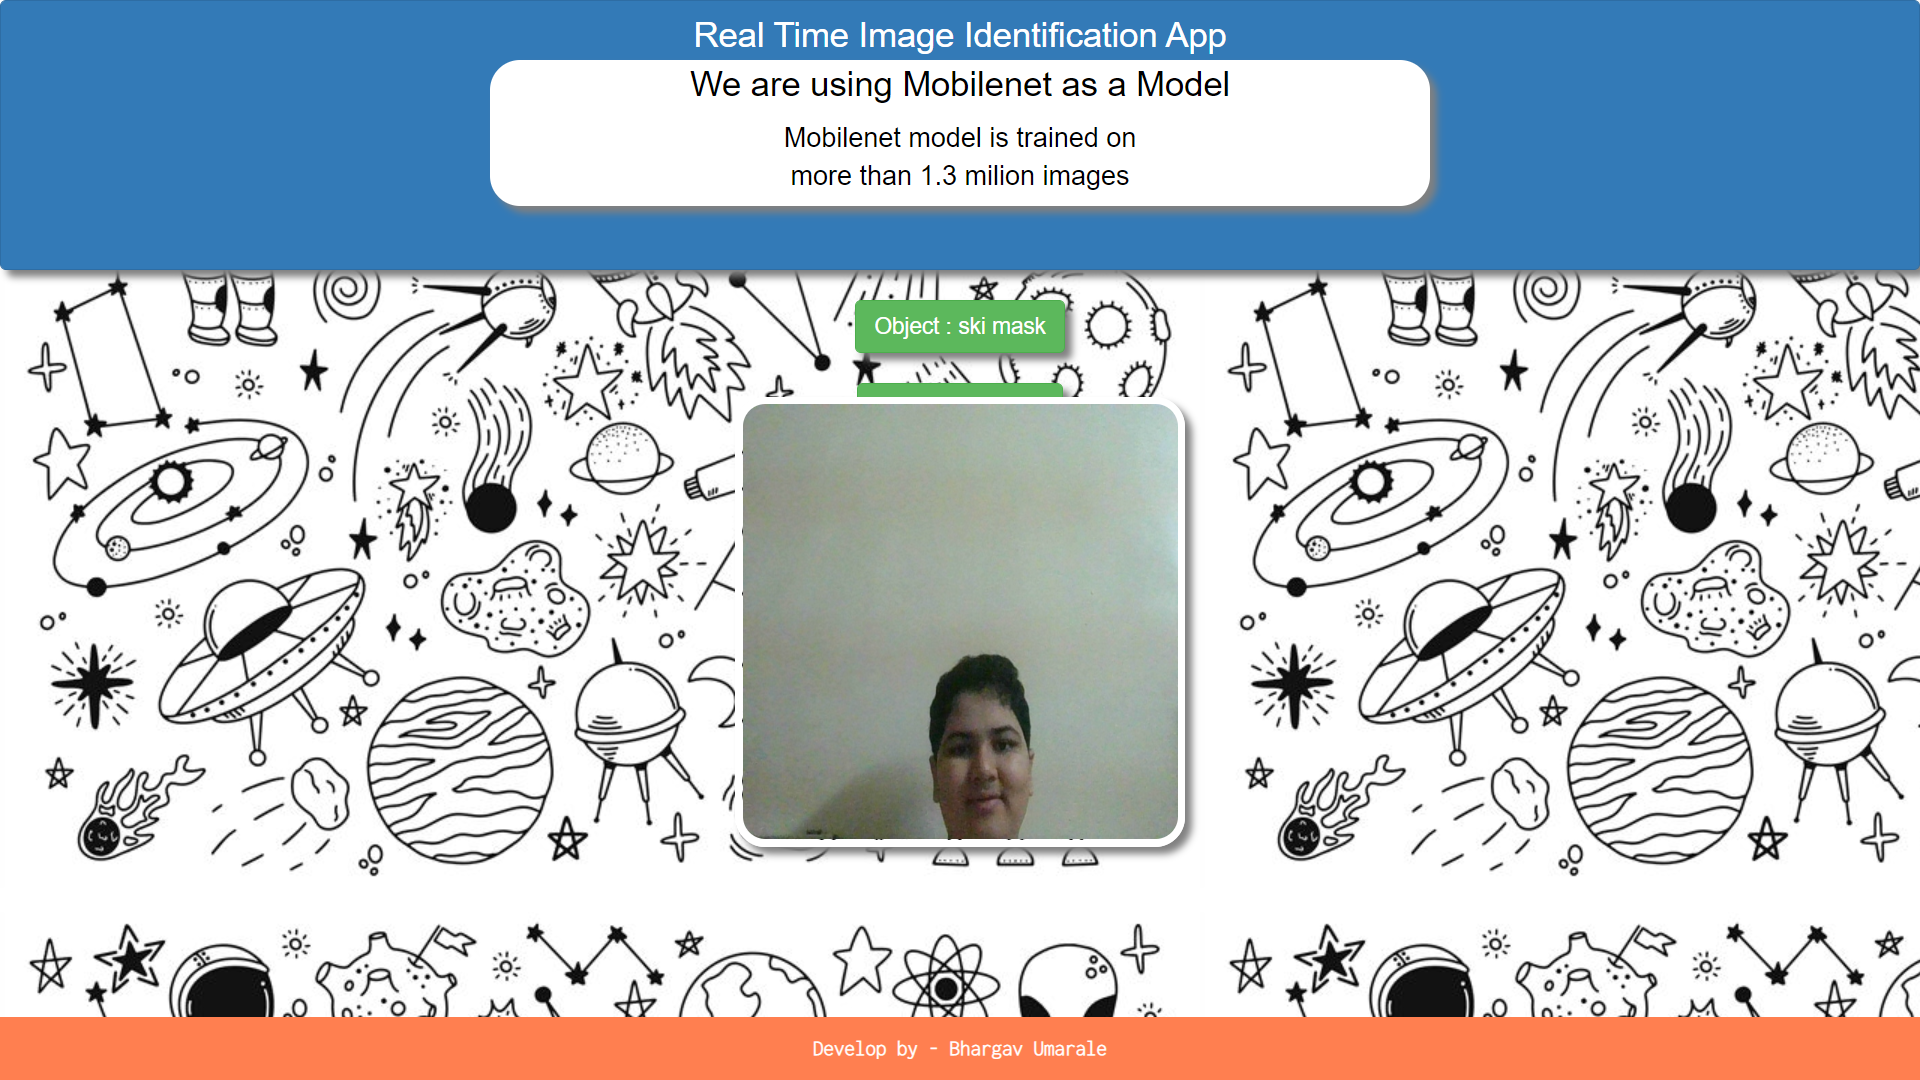 Real Time Image Identification App
We are using Mobilenet as a Model
Mobilenet model is trained on
more than 1.3 milion images
Object : ski mask
Develop by - Bhargav Umarale